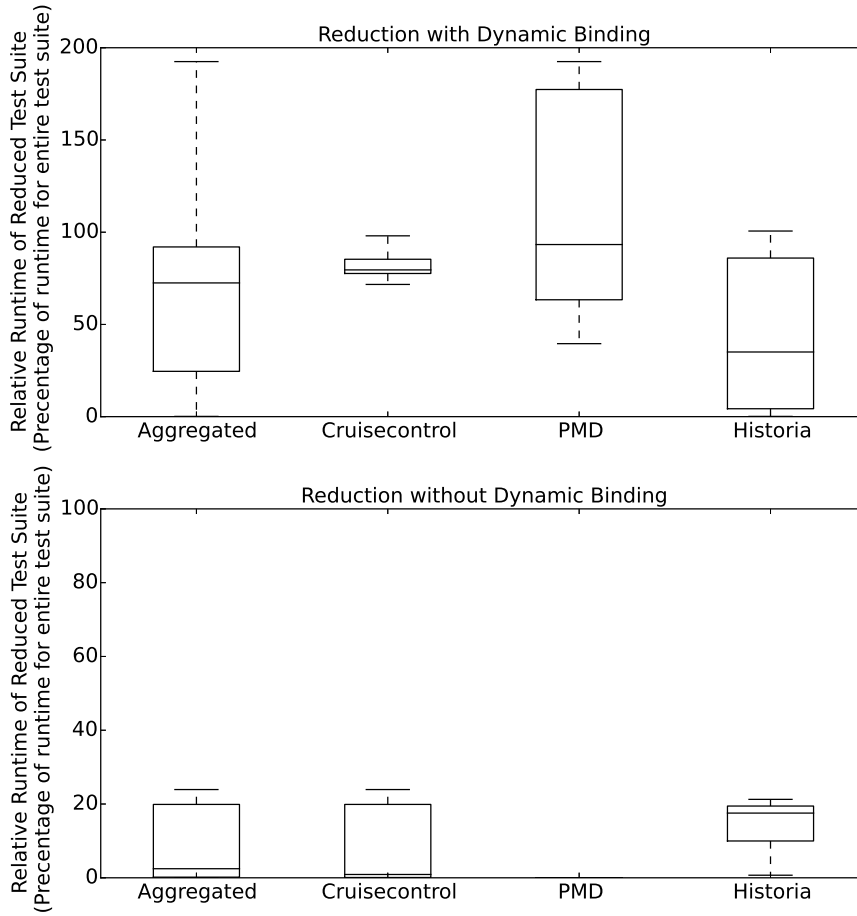 Reduction with Dynamic Binding
Relative Runtime of Reduced Test Suite
(Precentage of runtime for entire test suite)
200
150
100
50
0
Aggregated Cruisecontrol PMD Historia
Reduction without Dynamic Binding
Relative Runtime of Reduced Test Suite
(Precentage of runtime for entire test suite)
100
80
60
40
20
0
Aggregated Cruisecontrol PMD Historia